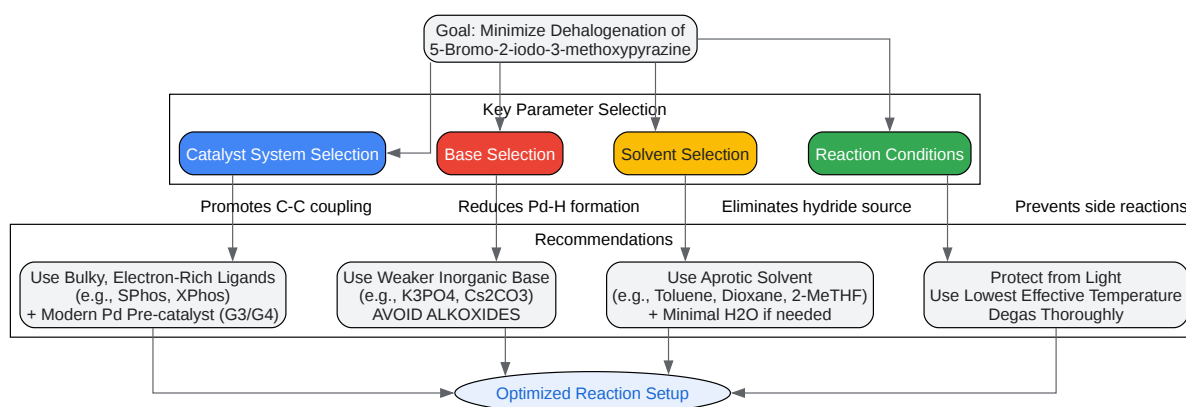 Goal: Minimize Dehalogenation of
5-Bromo-2-iodo-3-methoxypyrazine
Key Parameter Selection
Catalyst System Selection
Base Selection
Solvent Selection
Reaction Conditions
Promotes C-C coupling
Reduces Pd-H formation
Eliminates hydride source
Prevents side reactions
Recommendations
Use Bulky, Electron-Rich Ligands
(e.g., SPhos, XPhos)
+ Modern Pd Pre-catalyst (G3/G4)
Use Weaker Inorganic Base
(e.g., K3PO4, Cs2CO3)
AVOID ALKOXIDES
Use Aprotic Solvent
(e.g., Toluene, Dioxane, 2-MeTHF)
+ Minimal H2O if needed
Protect from Light
Use Lowest Effective Temperature
Degas Thoroughly
Optimized Reaction Setup